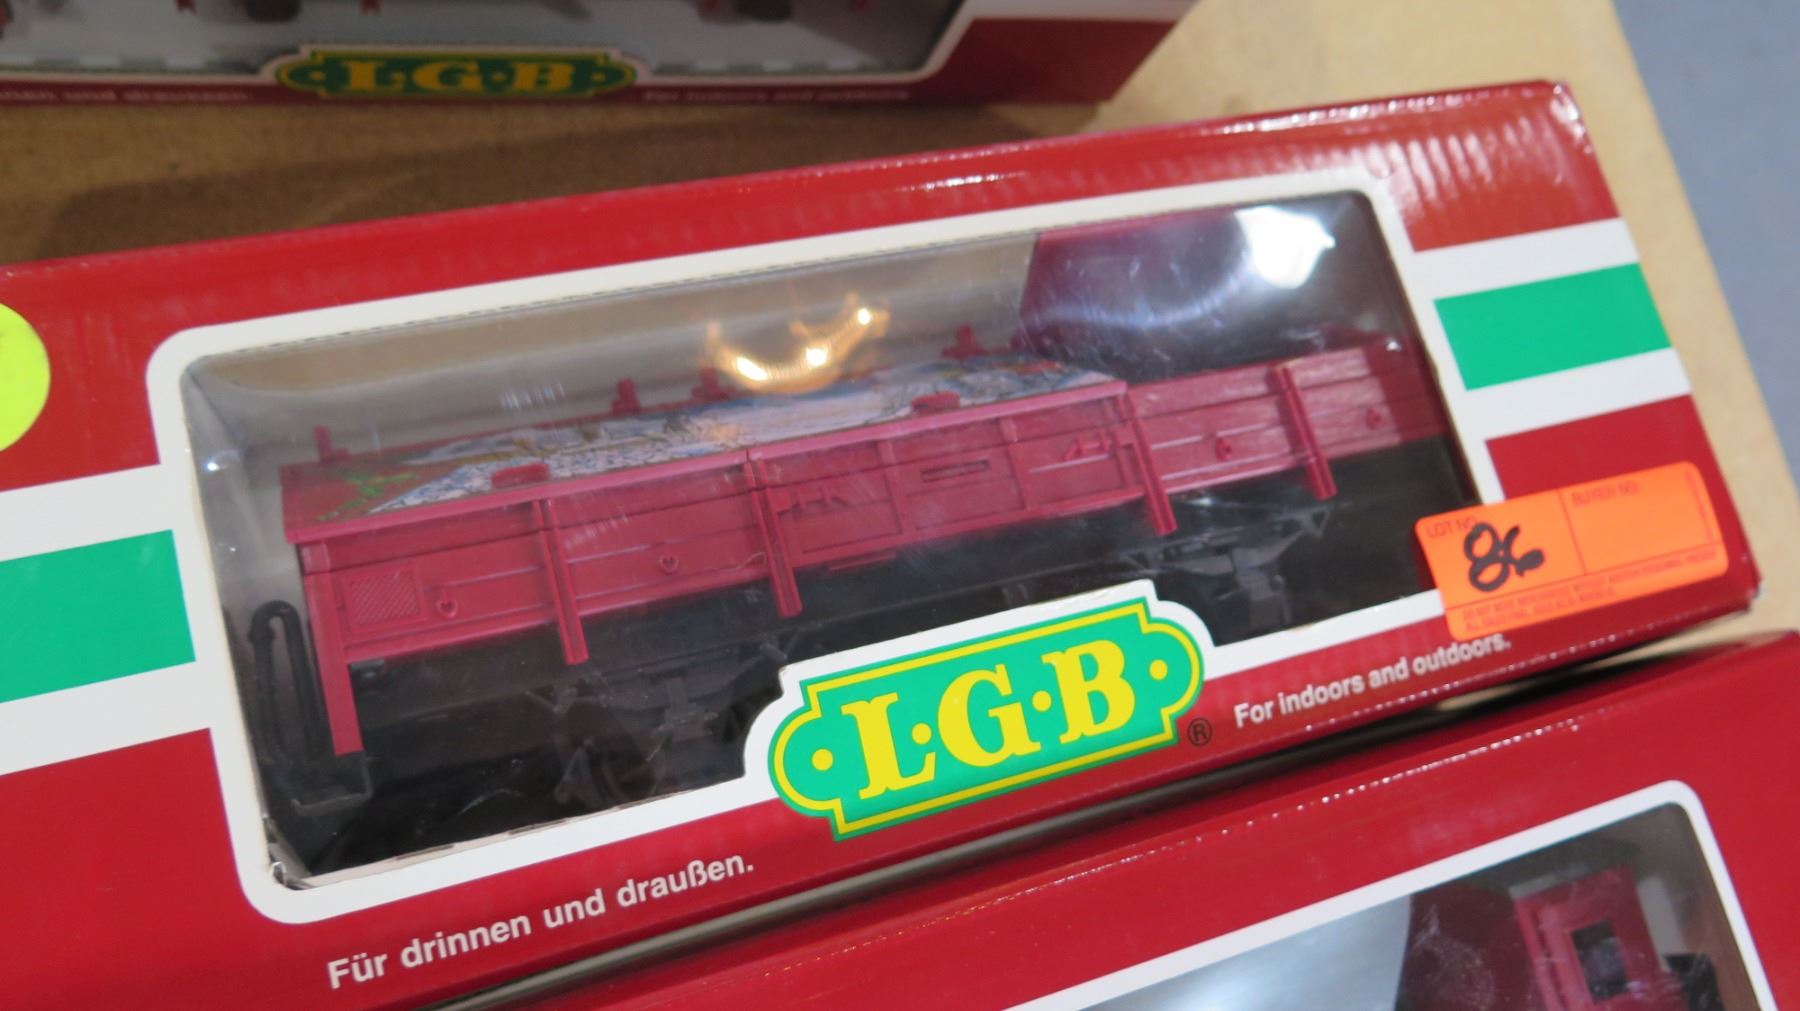 L·G·B
L·G·B
®
Für drinnen und draußen.
For indoors and outdoors.
LOT NO.
86
BUYER NO.